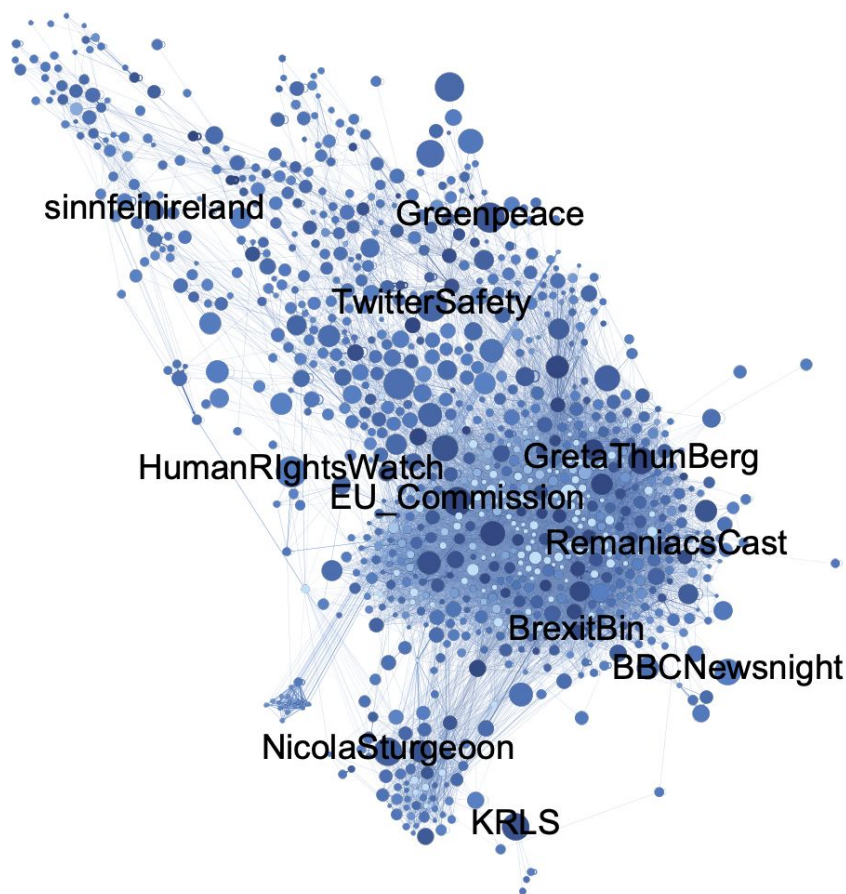 sinnfeinireland
Greenpeace
TwitterSafety
GretaThunBerg
HumanRIghtsWatch
EU_Commission
RemaniacsCast
BrexitBin
BBCNewsnight
NicolaSturgeoon
KRLS